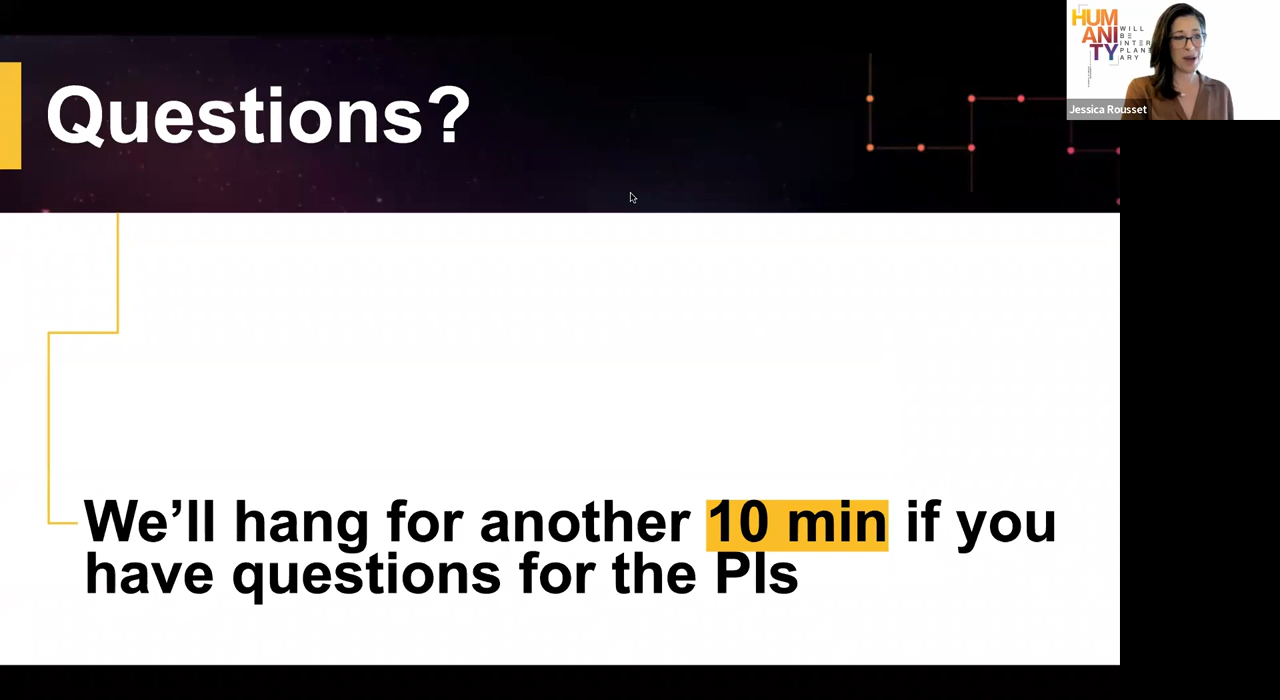 Questions?
We’ll hang for another 10 min if you
have questions for the PIs
HUM
ANI
TY
WILL
BE
INTER
PLANET
ARY
Jessica Rousset